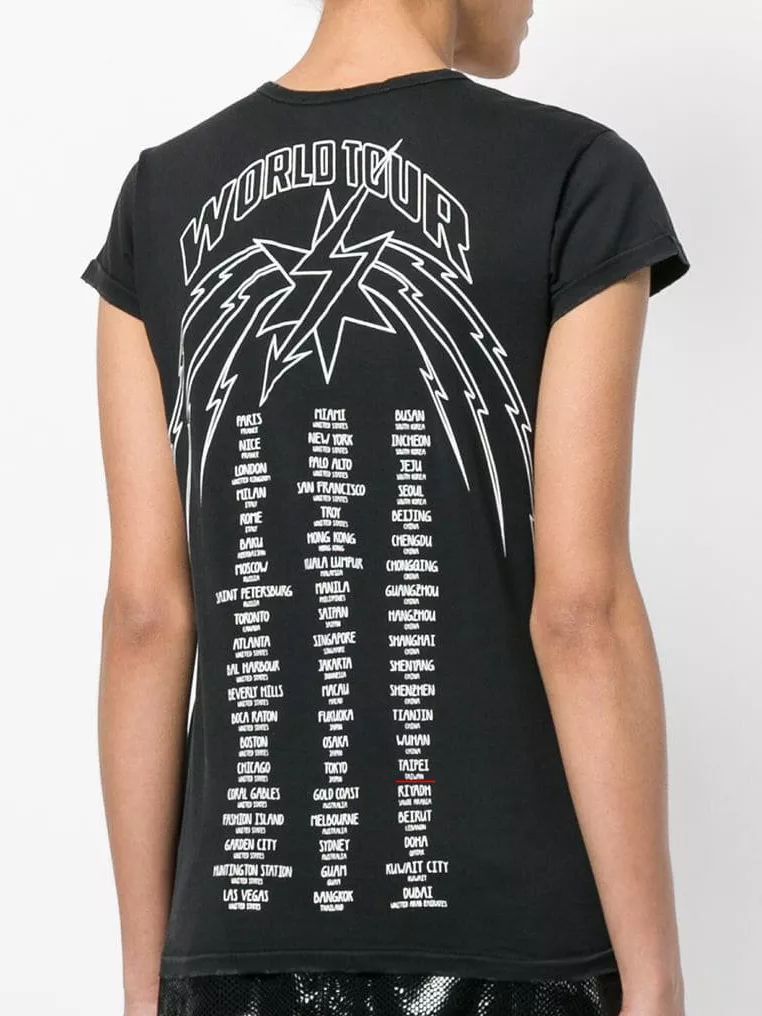 WORLD TOUR
PARIS
FRANCE
NICE
FRANCE
LONDON
UNITED KINGDOM
MILAN
ITALY
ROME
ITALY
BAKU
AZERBAIJAN
MOSCOW
RUSSIA
SAINT PETERSBURG
RUSSIA
TORONTO
CANADA
ATLANTA
UNITED STATES
BAL HARBOUR
UNITED STATES
BEVERLY HILLS
UNITED STATES
BOCA RATON
UNITED STATES
BOSTON
UNITED STATES
CHICAGO
UNITED STATES
CORAL GABLES
UNITED STATES
FASHION ISLAND
UNITED STATES
GARDEN CITY
UNITED STATES
HUNTINGTON STATION
UNITED STATES
LAS VEGAS
UNITED STATES
MIAMI
UNITED STATES
NEW YORK
UNITED STATES
PALO ALTO
UNITED STATES
SAN FRANCISCO
UNITED STATES
TROY
UNITED STATES
HONG KONG
HONG KONG
KUALA LUMPUR
MALAYSIA
MANILA
PHILIPPINES
SAIPAN
SAIPAN
SINGAPORE
SINGAPORE
JAKARTA
INDONESIA
MACAU
MACAU
FUKUOKA
JAPAN
OSAKA
JAPAN
TOKYO
JAPAN
GOLD COAST
AUSTRALIA
MELBOURNE
AUSTRALIA
SYDNEY
AUSTRALIA
GUAM
GUAM
BANGKOK
THAILAND
BUSAN
SOUTH KOREA
INCHEON
SOUTH KOREA
JEJU
SOUTH KOREA
SEOUL
SOUTH KOREA
BEIJING
CHINA
CHENGDU
CHINA
CHONGQING
CHINA
GUANGZHOU
CHINA
HANGZHOU
CHINA
SHANGHAI
CHINA
SHENYANG
CHINA
SHENZHEN
CHINA
TIANJIN
CHINA
WUHAN
CHINA
TAIPEI
TAIWAN
RIYADH
SAUDI ARABIA
BEIRUT
LEBANON
DOHA
QATAR
KUWAIT CITY
KUWAIT
DUBAI
UNITED ARAB EMIRATES